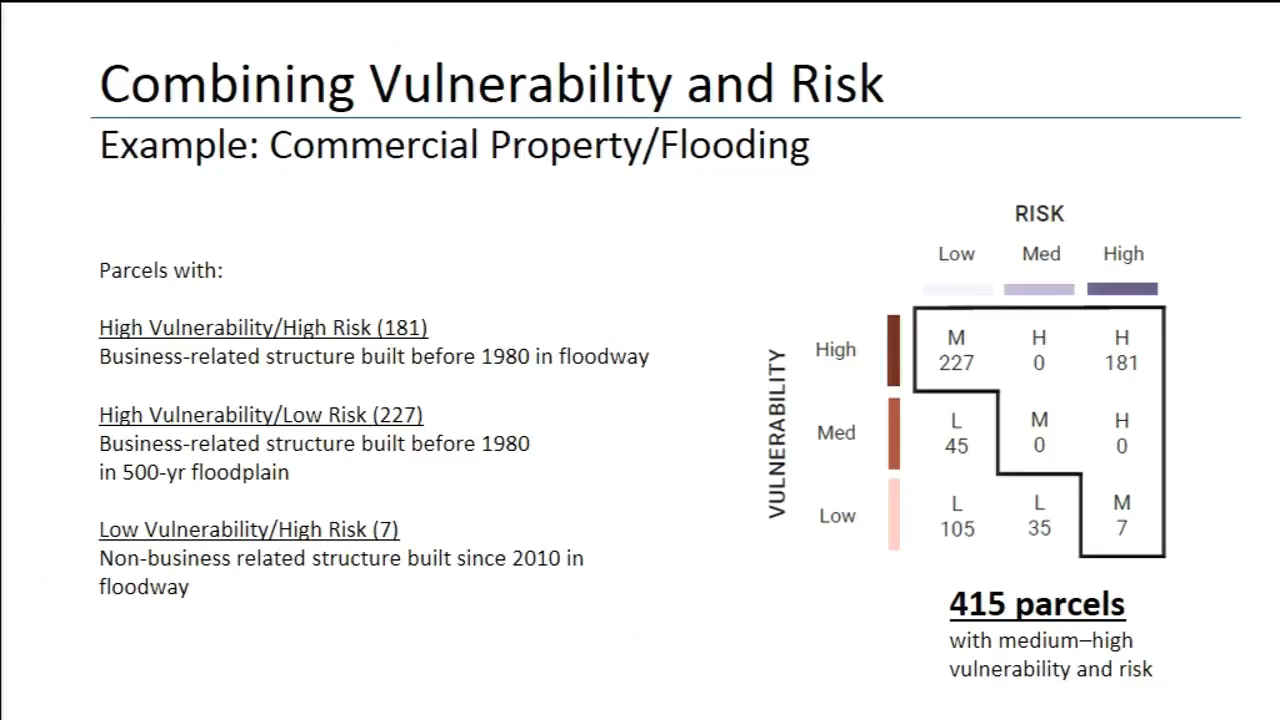 Combining Vulnerability and Risk
Example: Commercial Property/Flooding
Parcels with:
High Vulnerability/High Risk (181)
Business-related structure built before 1980 in floodway
High Vulnerability/Low Risk (227)
Business-related structure built before 1980
in 500-yr floodplain
Low Vulnerability/High Risk (7)
Non-business related structure built since 2010 in
floodway
RISK
Low Med High
VULNERABILITY
High
M H H
227 0 181
Med
L M H
45 0 0
Low
L L M
105 35 7
415 parcels
with medium–high
vulnerability and risk